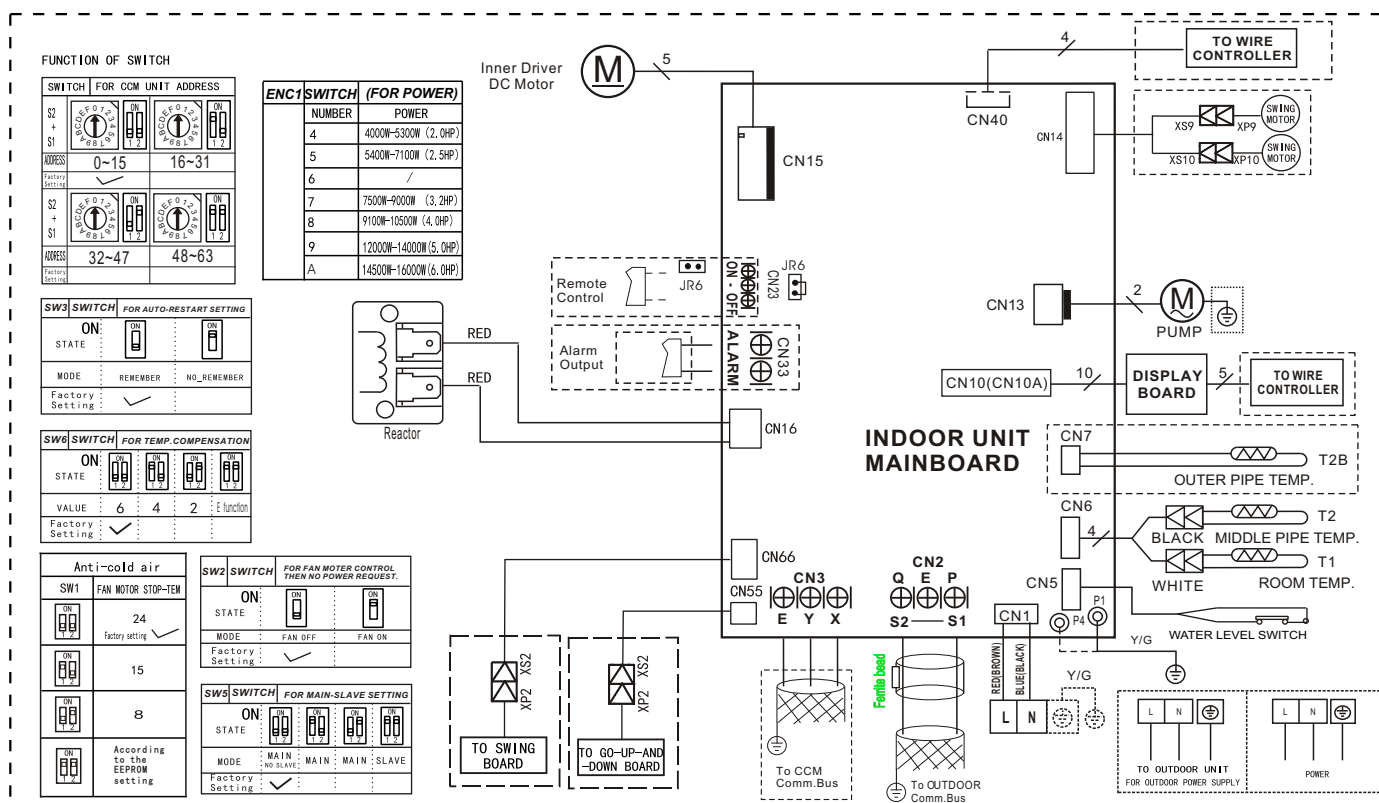 FUNCTION OF SWITCH
SWITCH FOR CCM UNIT ADDRESS
S2
+
S1
ADDRESS 0~15 16~31
Factory
Setting
S2
+
S1
ADDRESS 32~47 48~63
Factory
Setting
ENC1 SWITCH (FOR POWER)
NUMBER POWER
4 4000W-5300W (2.0HP)
5 5400W-7100W (2.5HP)
6 /
7 7500W-9000W (3.2HP)
8 9100W-10500W (4.0HP)
9 12000W-14000W(5.0HP)
A 14500W-16000W(6.0HP)
SW3 SWITCH FOR AUTO-RESTART SETTING
ON
STATE
MODE REMEMBER NO_REMEMBER
Factory
Setting
SW6 SWITCH FOR TEMP.COMPENSATION
ON
STATE
VALUE 6 4 2 E function
Factory
Setting
Anti-cold air
SW1 FAN MOTOR STOP-TEM
24
Factory setting
15
8
According
to the
EEPROM
setting
SW2 SWITCH FOR FAN MOTER CONTROL
THEN NO POWER REQUEST.
ON
STATE
MODE FAN OFF FAN ON
Factory
Setting
SW5 SWITCH FOR MAIN-SLAVE SETTING
ON
STATE
MODE MAIN
NO SLAVE MAIN MAIN SLAVE
Factory
Setting
Inner Driver
DC Motor
M
5
CN15
4
TO WIRE
CONTROLLER
CN40
CN14
XS9 XP9 SWING
MOTOR
XS10 XP10 SWING
MOTOR
Remote
Control
JR6
ON - OFF
CN23
JR6
Alarm
Output
ALARM
CN33
CN13
2
M
PUMP
RED
RED
Reactor
CN16
CN10(CN10A)
10
DISPLAY
BOARD
5
TO WIRE
CONTROLLER
INDOOR UNIT
MAINBOARD
CN7
T2B
OUTER PIPE TEMP.
CN6
4
T2
BLACK MIDDLE PIPE TEMP.
T1
WHITE ROOM TEMP.
CN5
P1
P4
WATER LEVEL SWITCH
Y/G
CN66
CN55
CN3
E Y X
CN2
Q E P
S2 S1
CN1
RED(BROWN)
BLUE(BLACK)
Y/G
L N
XS2
XP2
TO SWING
BOARD
XS2
XP2
TO GO-UP-AND
-DOWN BOARD
Ferrite bead
To CCM
Comm.Bus
To OUTDOOR
Comm.Bus
L N
TO OUTDOOR UNIT
FOR OUTDOOR POWER SUPPLY
L N
POWER